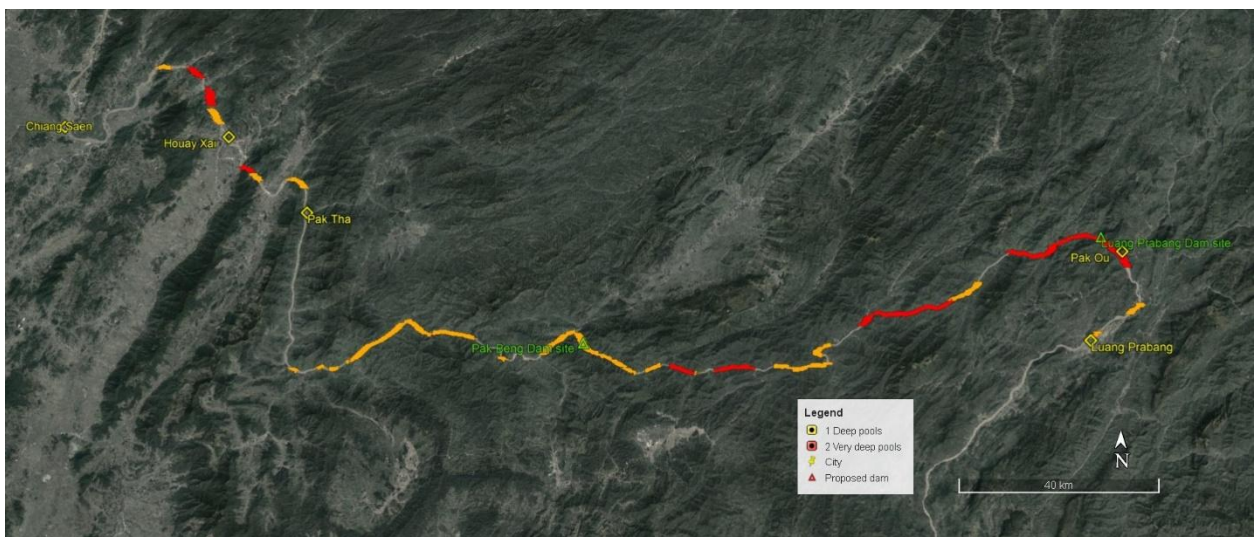 Chiang Saen
Houay Xai
Pak Tha
Luang Prabang Dam site
Pak Ou
Pak Beng Dam site
Luang Prabang
Legend
1 Deep pools
2 Very deep pools
City
Proposed dam
N
40 km